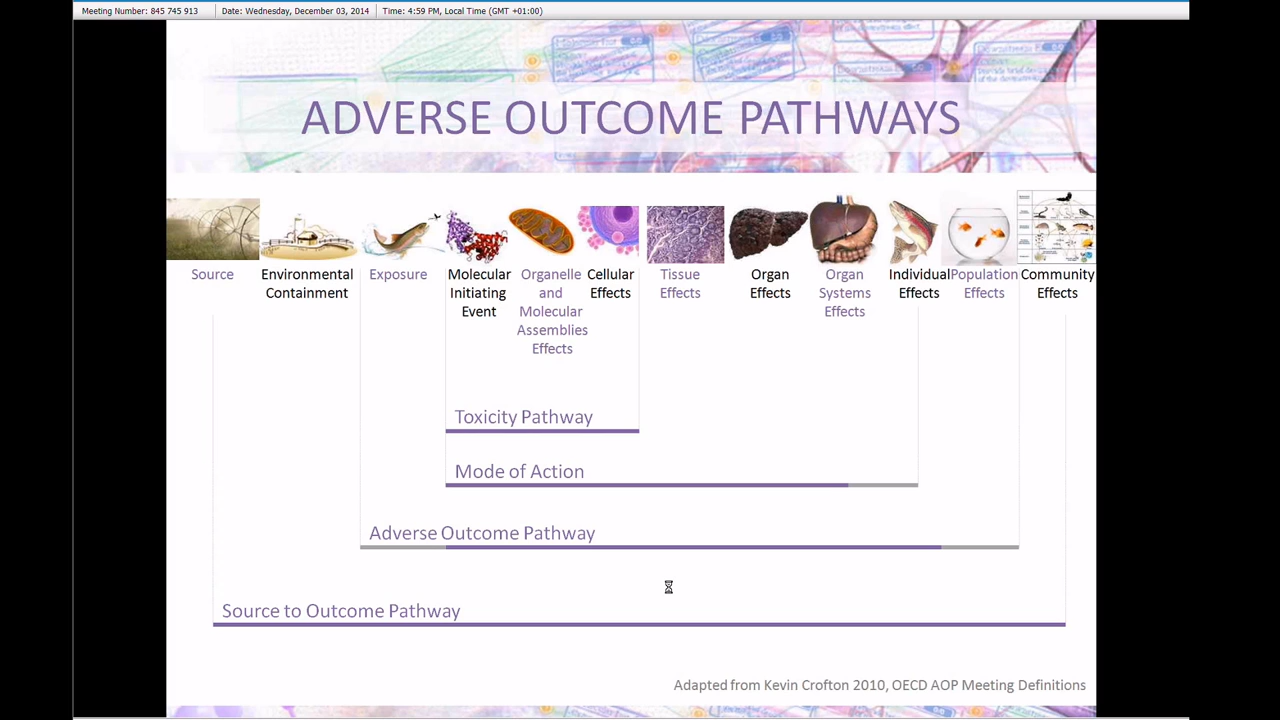 Meeting Number: 845 745 913 Date: Wednesday, December 03, 2014 Time: 4:59 PM, Local Time (GMT +01:00)
ADVERSE OUTCOME PATHWAYS
Source
Environmental
Containment
Exposure
Molecular
Initiating
Event
Organelle
and
Molecular
Assemblies
Effects
Cellular
Effects
Tissue
Effects
Organ
Effects
Organ
Systems
Effects
Individual
Effects
Population
Effects
Community
Effects
Toxicity Pathway
Mode of Action
Adverse Outcome Pathway
Source to Outcome Pathway
Adapted from Kevin Crofton 2010, OECD AOP Meeting Definitions